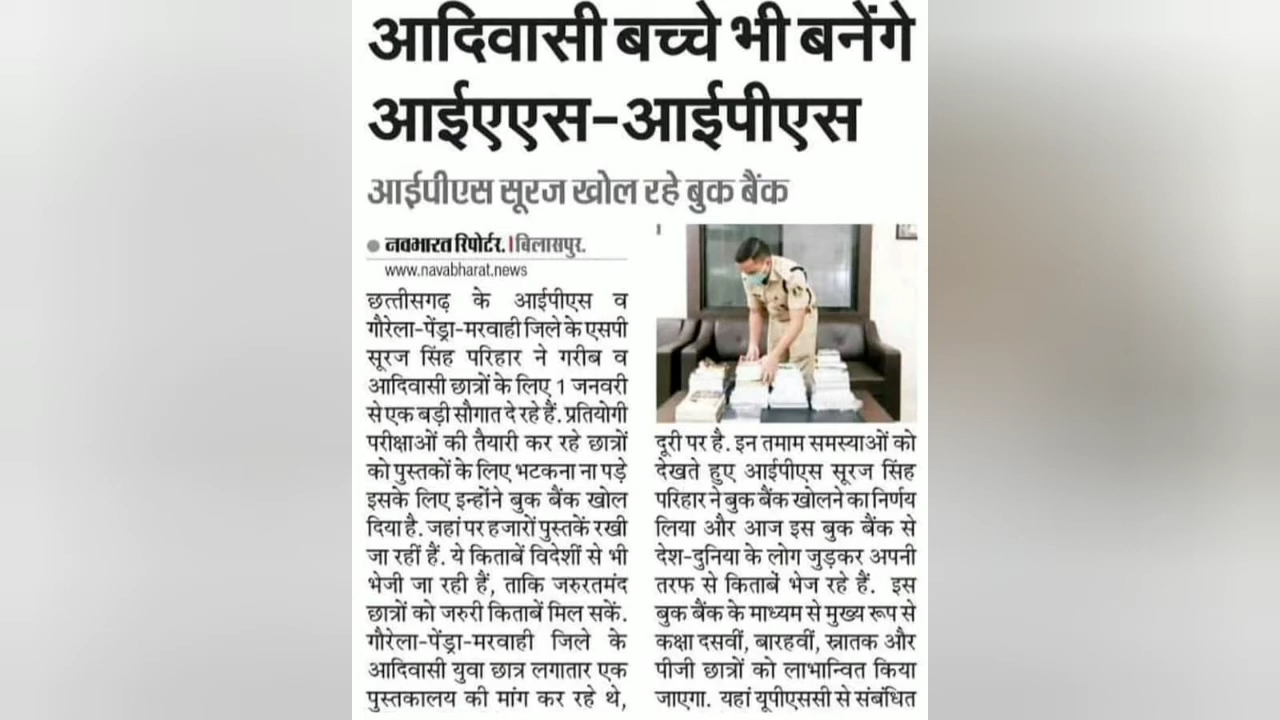 आदिवासी बच्चे भी बनेंगे
आईएएस-आईपीएस
आईपीएस सूरज खोल रहे बुक बैंक
नवभारत रिपोर्टर.|बिलासपुर.
www.navabharat.news
छत्तीसगढ़ के आईपीएस व
गौरेला-पेंड्रा-मरवाही जिले के एसपी
सूरज सिंह परिहार ने गरीब व
आदिवासी छात्रों के लिए 1 जनवरी
से एक बड़ी सौगात दे रहे हैं. प्रतियोगी
परीक्षाओं की तैयारी कर रहे छात्रों
को पुस्तकों के लिए भटकना ना पड़े
इसके लिए इन्होंने बुक बैंक खोल
दिया है. जहां पर हजारों पुस्तकें रखी
जा रहीं हैं. ये किताबें विदेशीं से भी
भेजी जा रही हैं, ताकि जरुरतमंद
छात्रों को जरुरी किताबें मिल सकें.
गौरेला-पेंड्रा-मरवाही जिले के
आदिवासी युवा छात्र लगातार एक
पुस्तकालय की मांग कर रहे थे,
दूरी पर है. इन तमाम समस्याओं को
देखते हुए आईपीएस सूरज सिंह
परिहार ने बुक बैंक खोलने का निर्णय
लिया और आज इस बुक बैंक से
देश-दुनिया के लोग जुड़कर अपनी
तरफ से किताबें भेज रहे हैं. इस
बुक बैंक के माध्यम से मुख्य रूप से
कक्षा दसवीं, बारहवीं, स्नातक और
पीजी छात्रों को लाभान्वित किया
जाएगा. यहां यूपीएससी से संबंधित